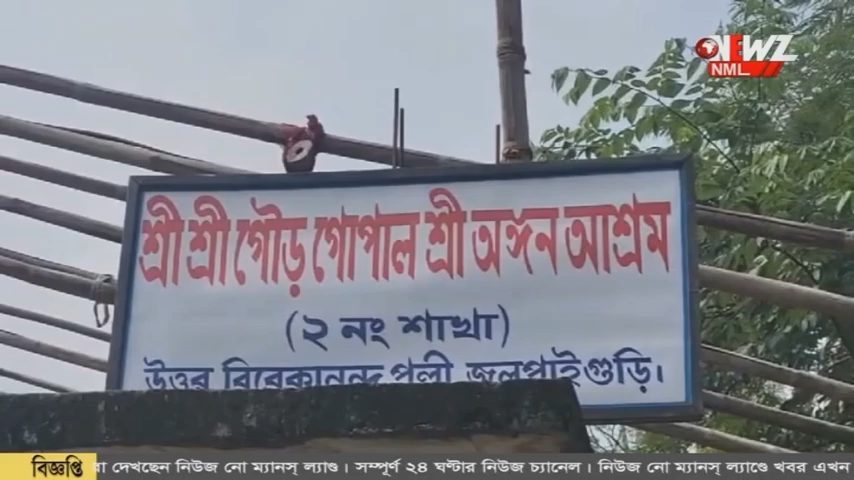 NEWZ
NML
শ্রী শ্রী গৌড় গোপাল শ্রী অঙ্গন আশ্রম
(২ নং শাখা)
উত্তর বিবেকানন্দ পল্লী জলপাইগুড়ি.
বিজ্ঞপ্তি
রা দেখছেন নিউজ নো ম্যানস্ ল্যাণ্ড। সম্পূর্ণ ২৪ ঘণ্টার নিউজ চ্যানেল। নিউজ নো ম্যানস্ ল্যাণ্ডে খবর এখন